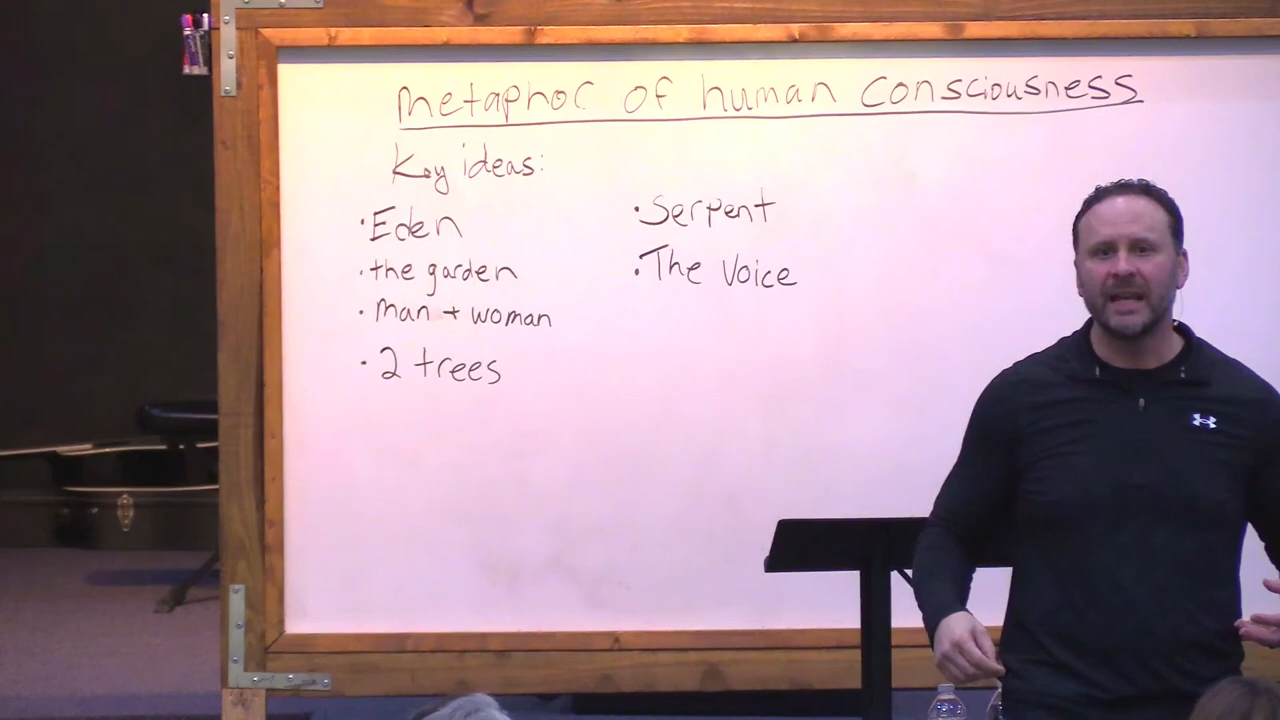 metaphor of human consciousness
Key ideas:
• Eden
• the garden
• man + woman
• 2 trees
• Serpent
• The Voice